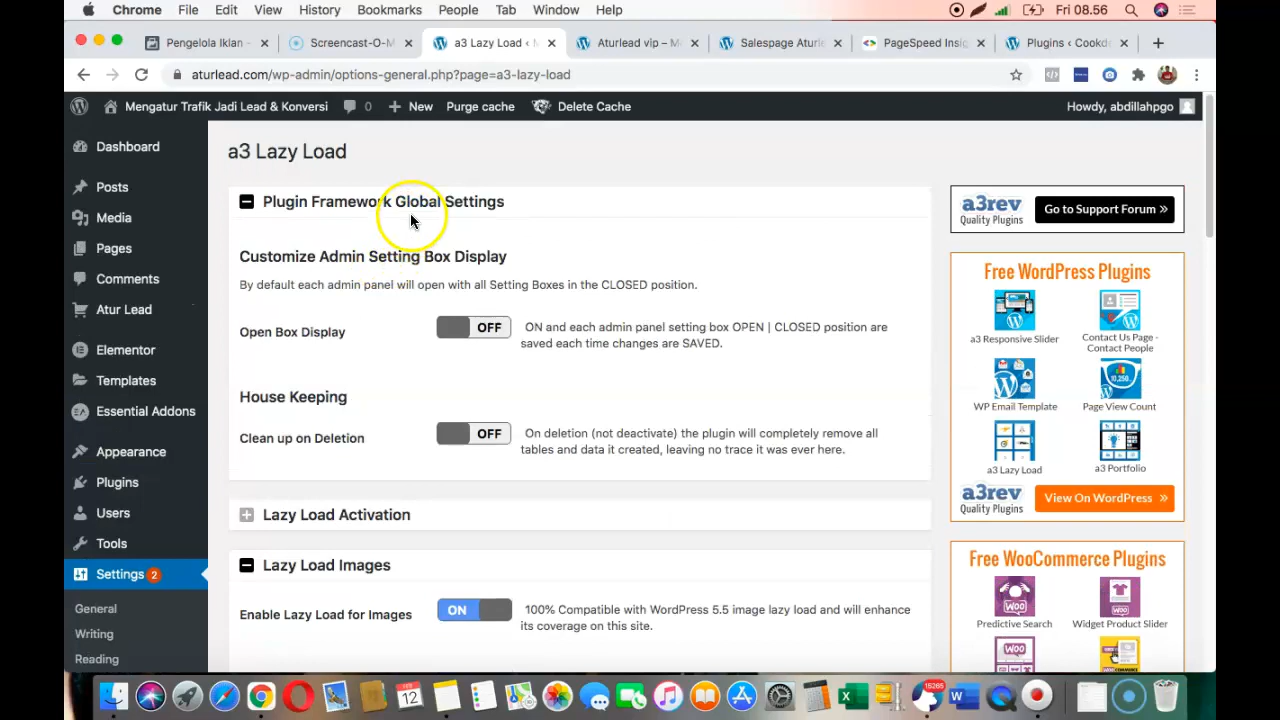 Chrome File Edit View History Bookmarks People Tab Window Help Fri 08.56
Pengelola Iklan -
Screencast-O-M
a3 Lazy Load ‹ M
Aturlead vip – M
Salespage Aturle
PageSpeed Insig
Plugins ‹ Cookd
aturlead.com/wp-admin/options-general.php?page=a3-lazy-load
Mengatur Trafik Jadi Lead & Konversi 0 New Purge cache Delete Cache Howdy, abdillahpgo
Dashboard
Posts
Media
Pages
Comments
Atur Lead
Elementor
Templates
Essential Addons
Appearance
Plugins
Users
Tools
Settings 2
General
Writing
Reading
a3 Lazy Load
Plugin Framework Global Settings
Customize Admin Setting Box Display
By default each admin panel will open with all Setting Boxes in the CLOSED position.
Open Box Display OFF ON and each admin panel setting box OPEN | CLOSED position are
saved each time changes are SAVED.
House Keeping
Clean up on Deletion OFF On deletion (not deactivate) the plugin will completely remove all
tables and data it created, leaving no trace it was ever here.
Lazy Load Activation
Lazy Load Images
Enable Lazy Load for Images ON 100% Compatible with WordPress 5.5 image lazy load and will enhance
its coverage on this site.
a3rev
Quality Plugins
Go to Support Forum »
Free WordPress Plugins
a3 Responsive Slider
Contact Us Page -
Contact People
WP Email Template
10,250
Page View Count
a3 Lazy Load
a3 Portfolio
a3rev
Quality Plugins
View On WordPress »
Free WooCommerce Plugins
Woo
Predictive Search
Woo
Widget Product Slider
Woo
12
15265